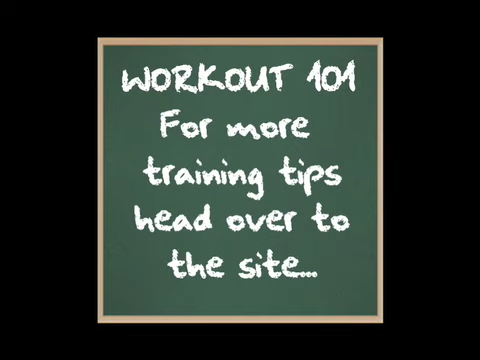 WORKOUT 101
For more
training tips
head over to
the site...